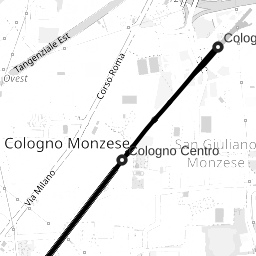 Colog
Tangenziale Est
Ovest
Corso Roma
Cologno Monzese
San Giuliano
Monzese
Cologno Centro
Via Milano